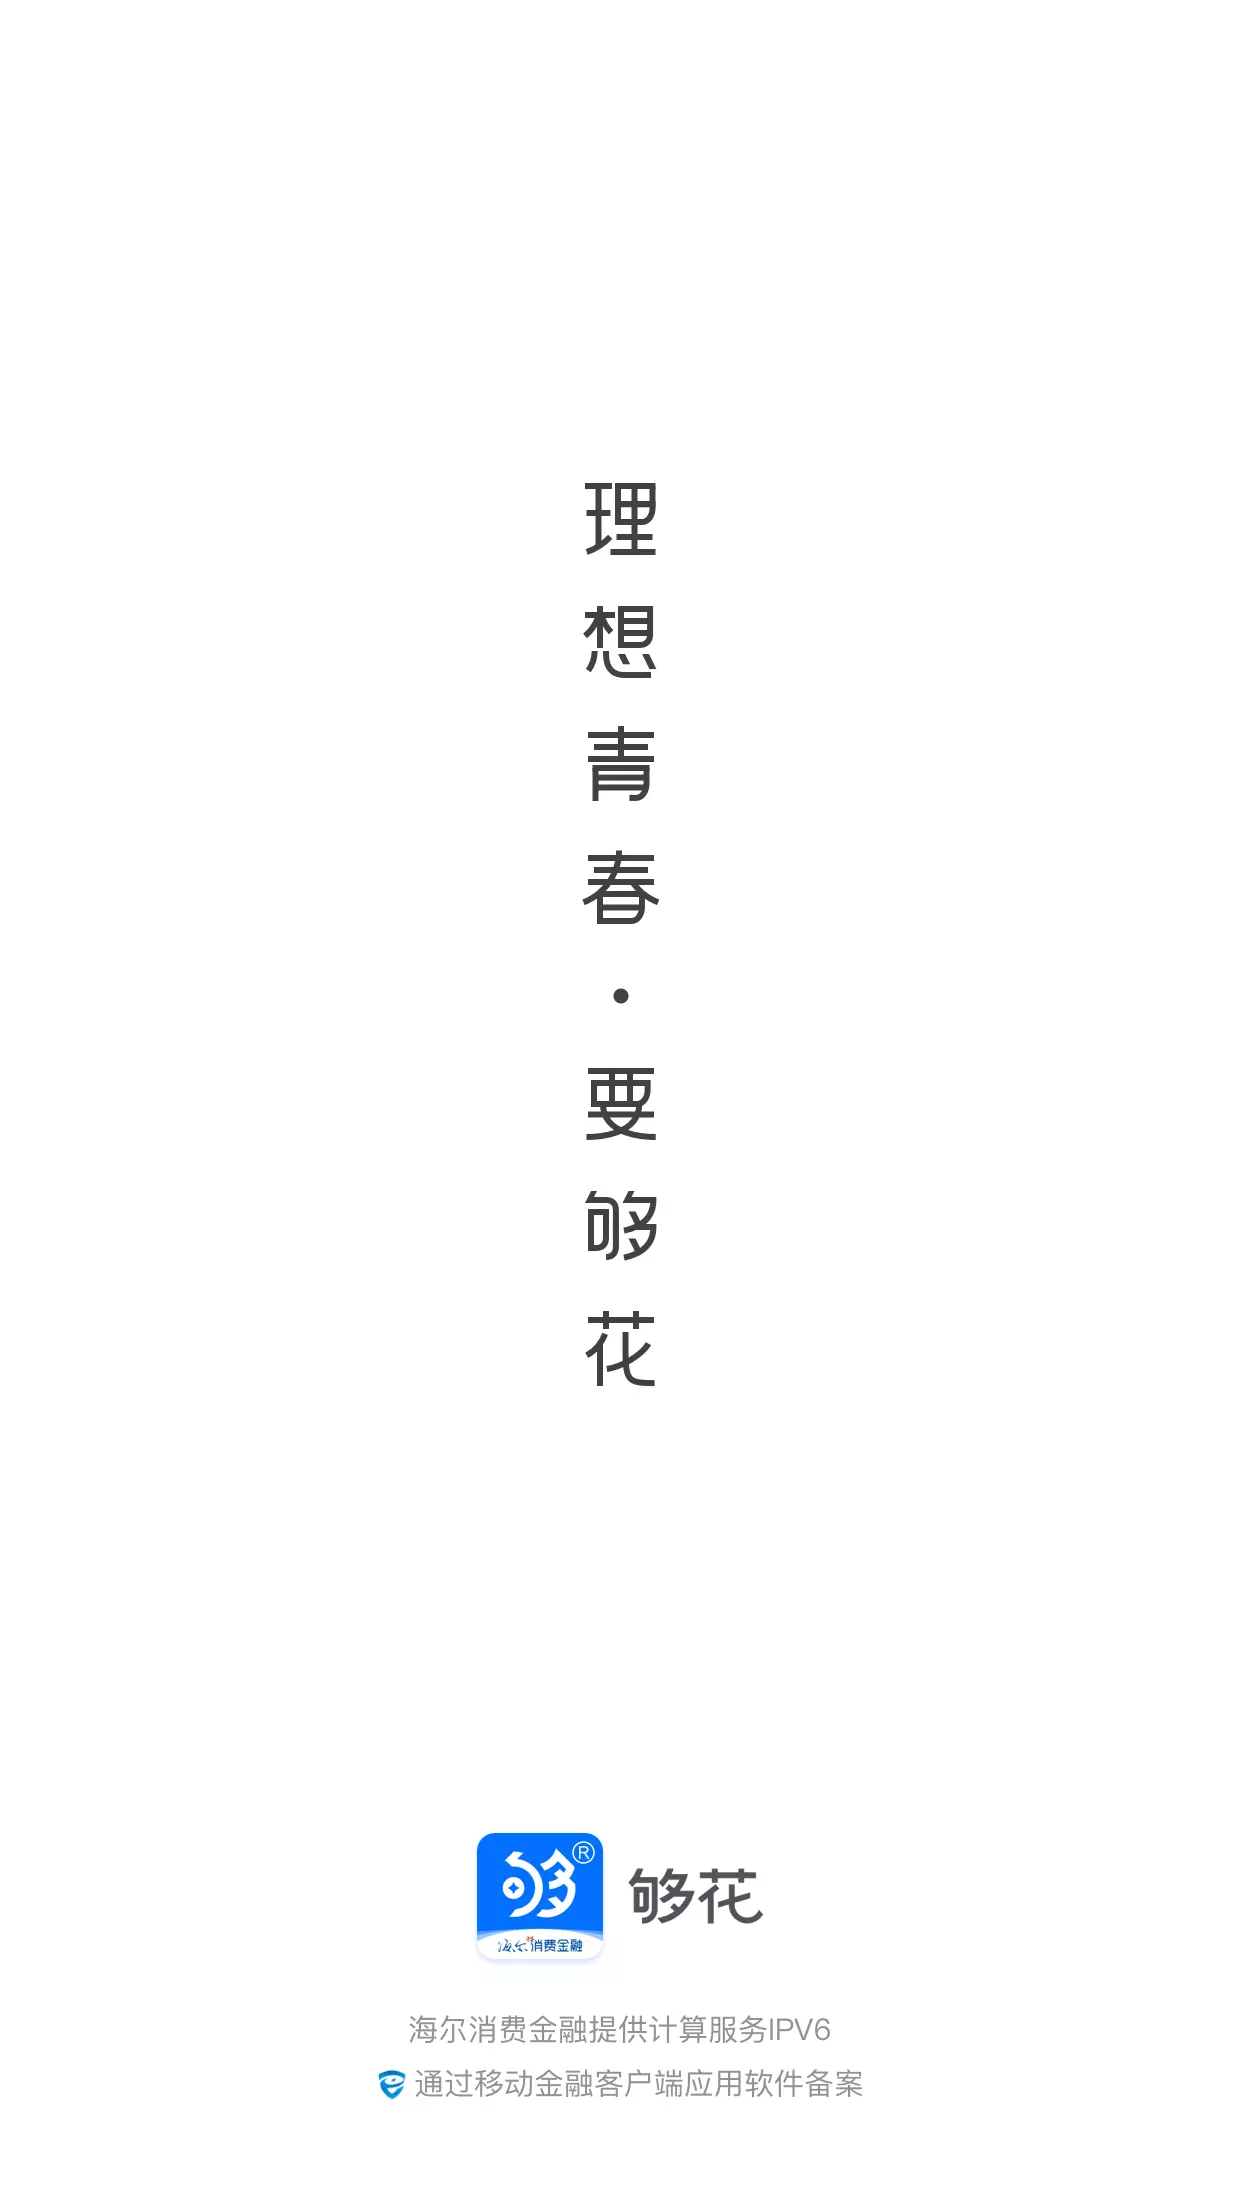 理想青春·要够花
够®
海尔消费金融
够花
海尔消费金融提供计算服务IPV6
通过移动金融客户端应用软件备案